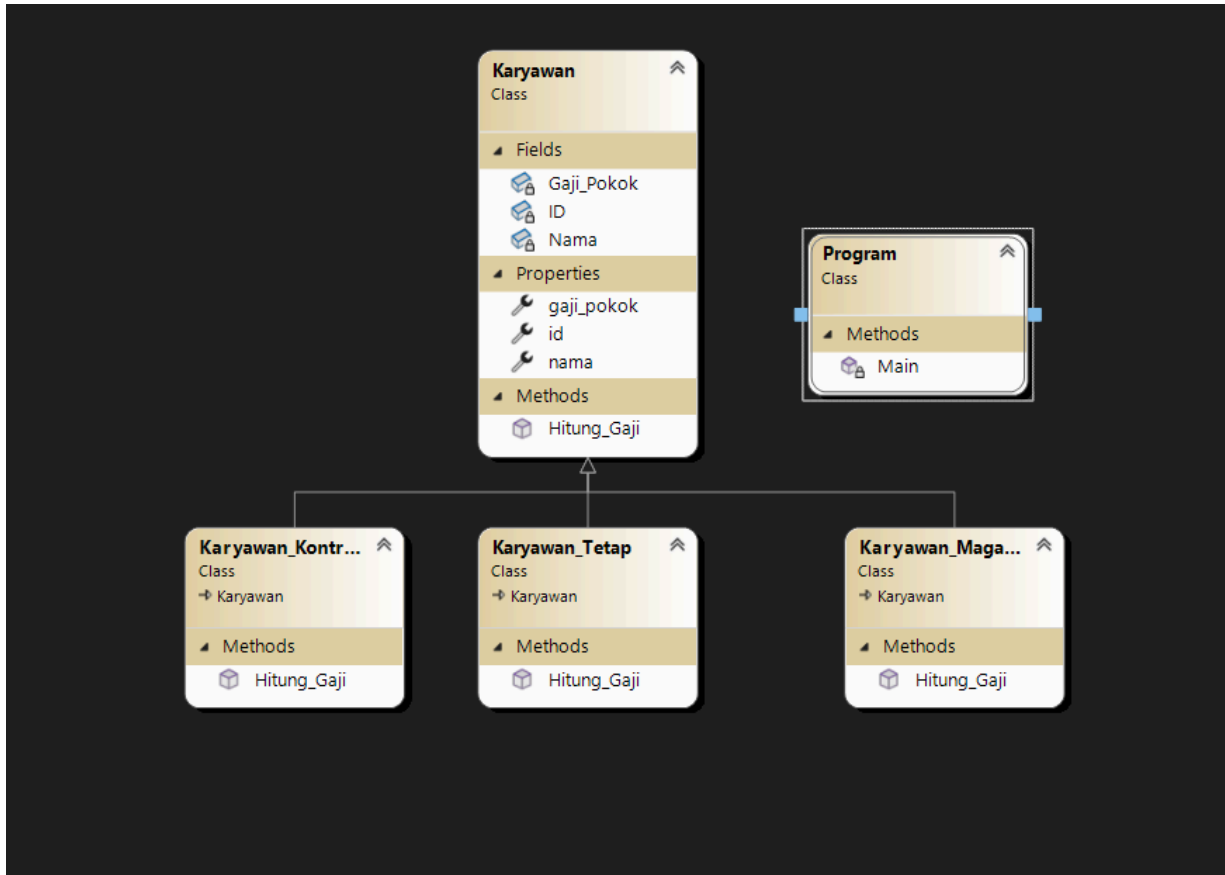 Karyawan
Class
Fields
Gaji_Pokok
ID
Nama
Properties
gaji_pokok
id
nama
Methods
Hitung_Gaji
Program
Class
Methods
Main
Karyawan_Kontr...
Class
Karyawan
Methods
Hitung_Gaji
Karyawan_Tetap
Class
Karyawan
Methods
Hitung_Gaji
Karyawan_Maga...
Class
Karyawan
Methods
Hitung_Gaji